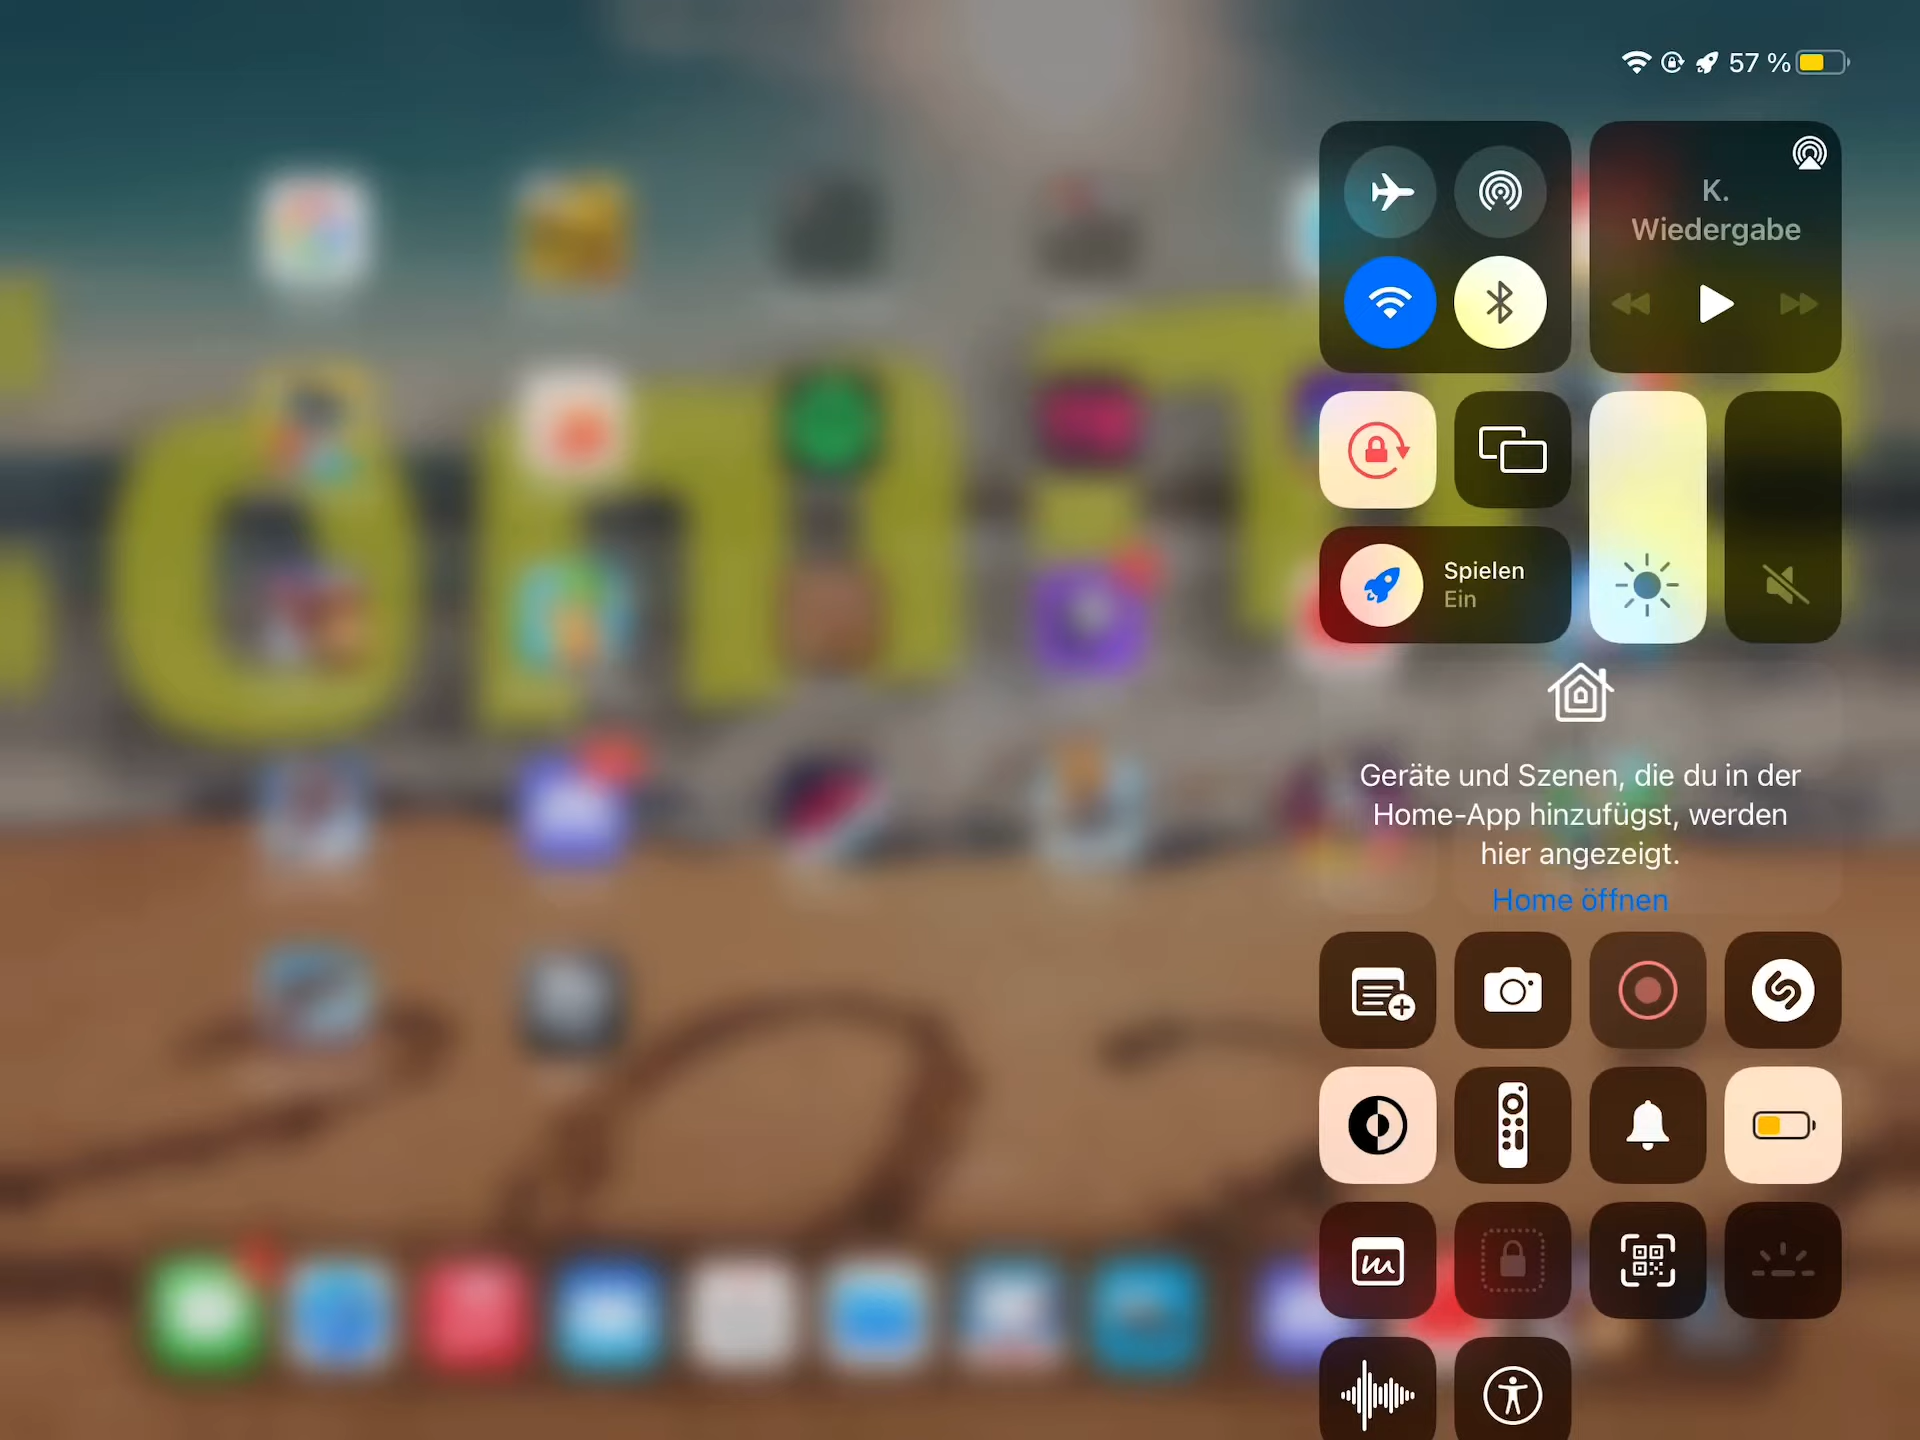 57 %
K.
Wiedergabe
Spielen
Ein
Geräte und Szenen, die du in der
Home-App hinzufügst, werden
hier angezeigt.
Home öffnen